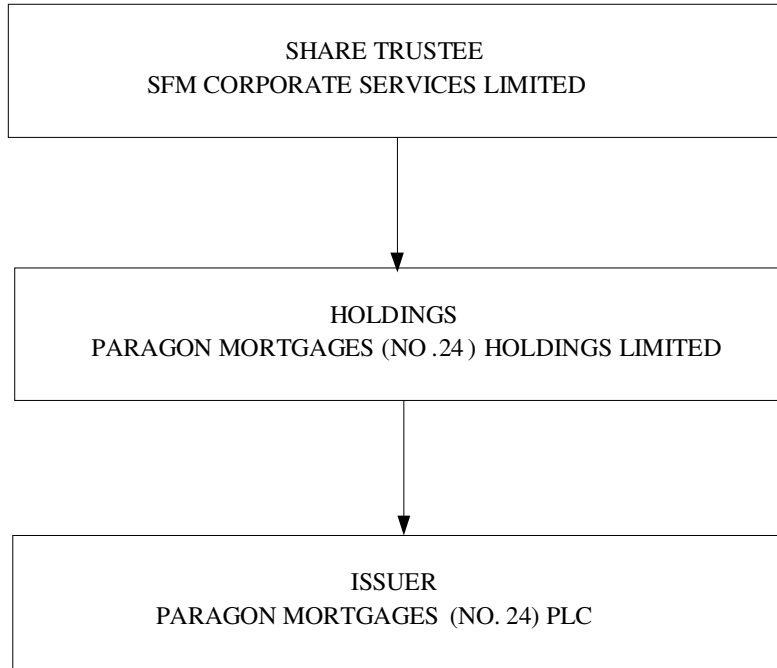 SHARE TRUSTEE
SFM CORPORATE SERVICES LIMITED
HOLDINGS
PARAGON MORTGAGES (NO .24 ) HOLDINGS LIMITED
ISSUER
PARAGON MORTGAGES (NO. 24) PLC